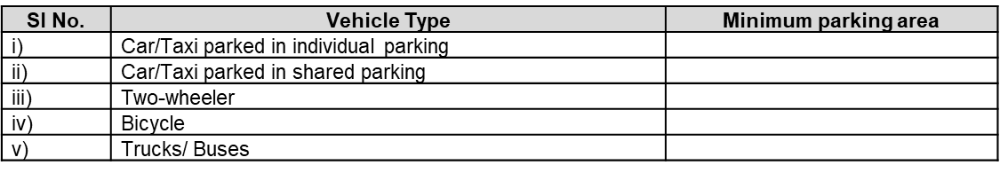 Sl No. Vehicle Type Minimum parking area
i) Car/Taxi parked in individual parking
ii) Car/Taxi parked in shared parking
iii) Two-wheeler
iv) Bicycle
v) Trucks/ Buses